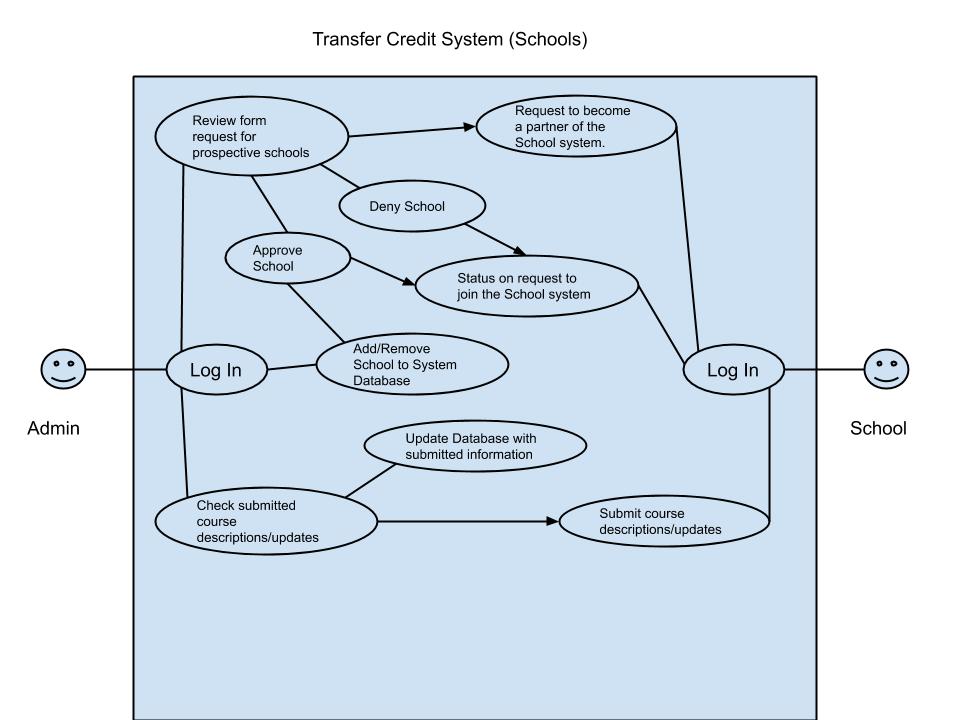 Transfer Credit System (Schools)
Review form
request for
prospective schools
Request to become
a partner of the
School system.
Deny School
Approve
School
Status on request to
join the School system
Add/Remove
School to System
Database
Log In
Log In
Admin
School
Update Database with
submitted information
Check submitted
course
descriptions/updates
Submit course
descriptions/updates